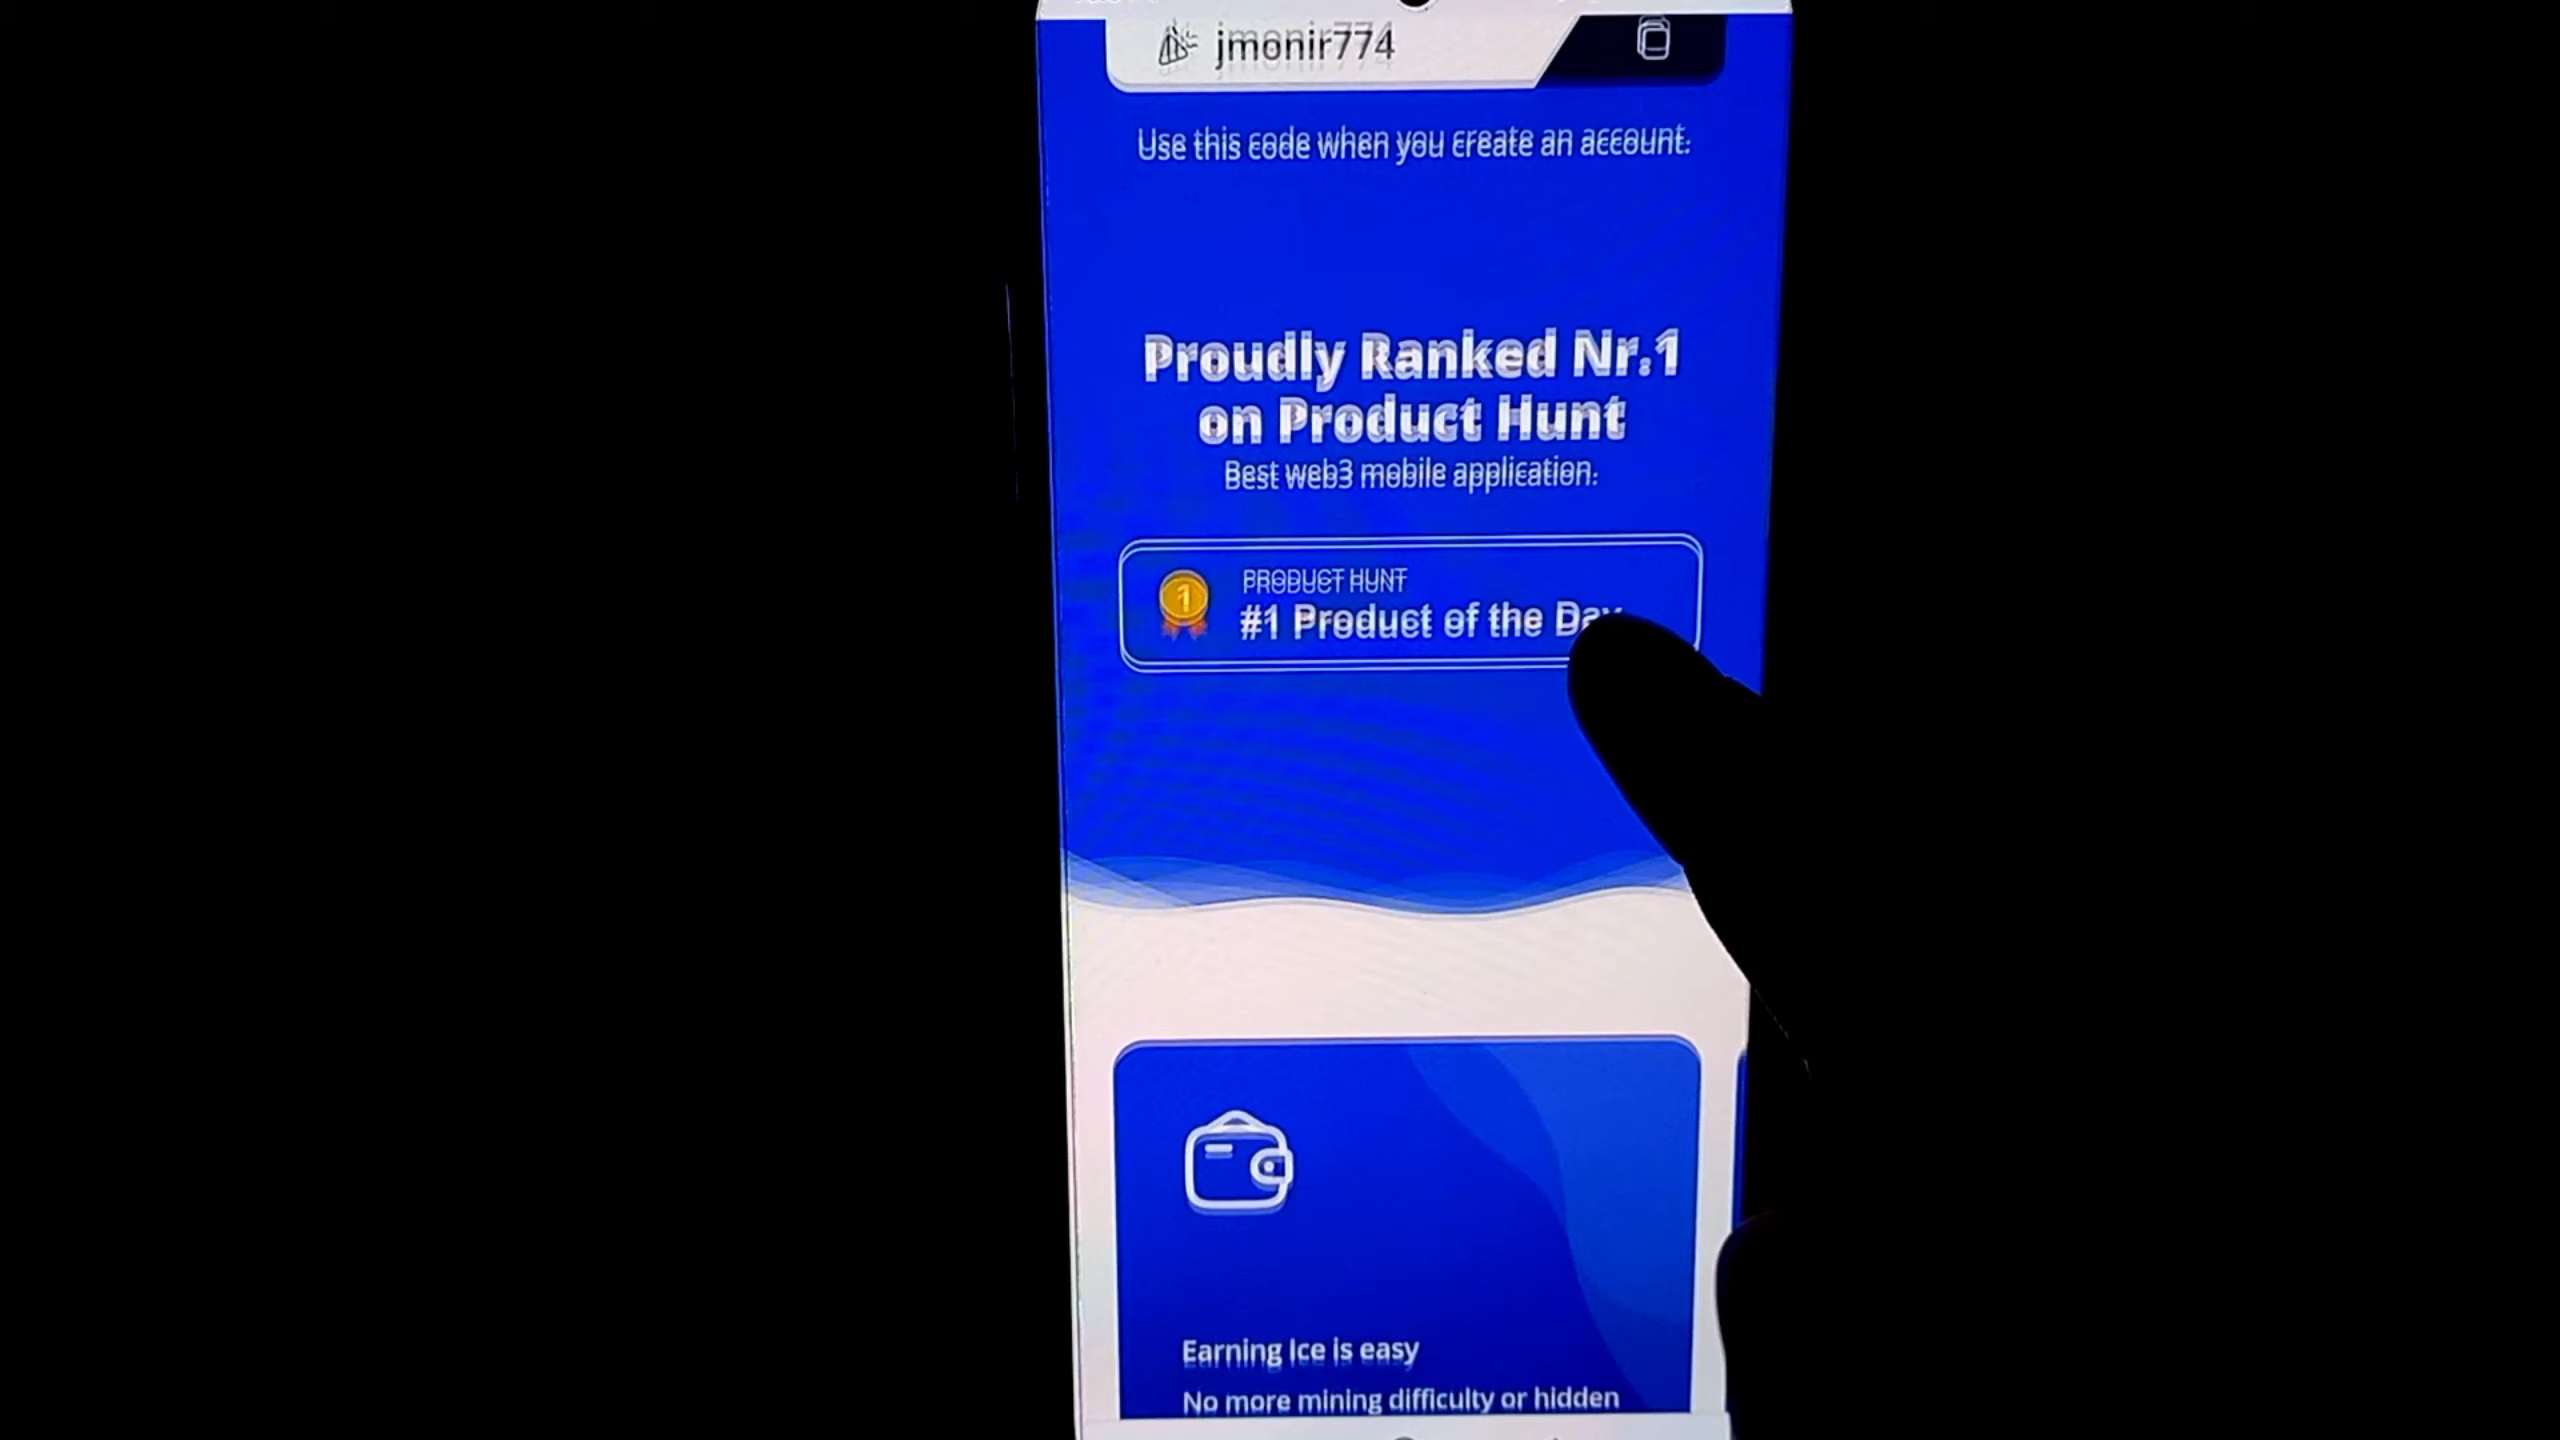 jmonir774
Use this code when you create an account.
Proudly Ranked Nr.1
on Product Hunt
Best web3 mobile application.
1
PRODUCT HUNT
#1 Product of the Day
Earning Ice is easy
No more mining difficulty or hidden